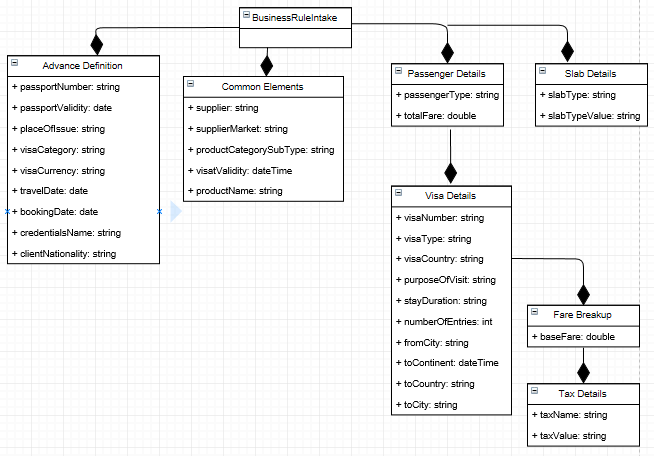 BusinessRuleIntake
Advance Definition
+ passportNumber: string
+ passportValidity: date
+ placeOfIssue: string
+ visaCategory: string
+ visaCurrency: string
+ travelDate: date
+ bookingDate: date
+ credentialsName: string
+ clientNationality: string
Common Elements
+ supplier: string
+ supplierMarket: string
+ productCategorySubType: string
+ visatValidity: dateTime
+ productName: string
Passenger Details
+ passengerType: string
+ totalFare: double
Slab Details
+ slabType: string
+ slabTypeValue: string
Visa Details
+ visaNumber: string
+ visaType: string
+ visaCountry: string
+ purposeOfVisit: string
+ stayDuration: string
+ numberOfEntries: int
+ fromCity: string
+ toContinent: dateTime
+ toCountry: string
+ toCity: string
Fare Breakup
+ baseFare: double
Tax Details
+ taxName: string
+ taxValue: string